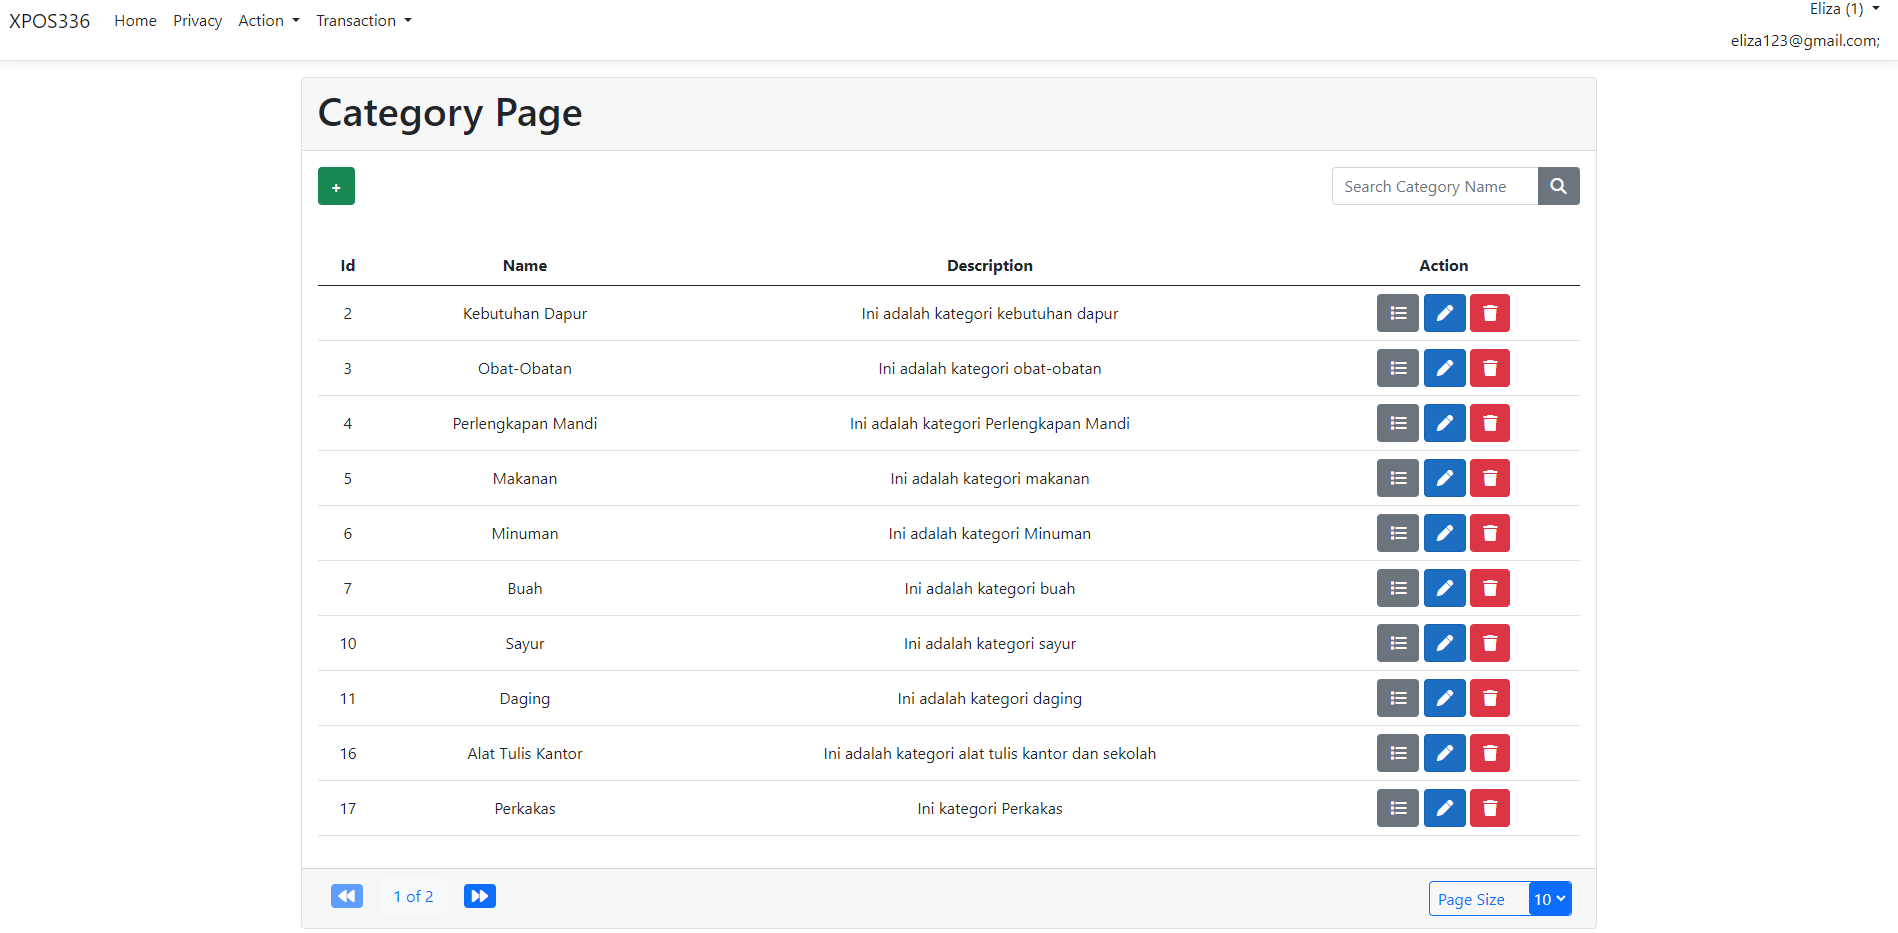 XPOS336 Home Privacy Action Transaction Eliza (1)
eliza123@gmail.com;
Category Page
+ Search Category Name
Id Name Description Action
2 Kebutuhan Dapur Ini adalah kategori kebutuhan dapur
3 Obat-Obatan Ini adalah kategori obat-obatan
4 Perlengkapan Mandi Ini adalah kategori Perlengkapan Mandi
5 Makanan Ini adalah kategori makanan
6 Minuman Ini adalah kategori Minuman
7 Buah Ini adalah kategori buah
10 Sayur Ini adalah kategori sayur
11 Daging Ini adalah kategori daging
16 Alat Tulis Kantor Ini adalah kategori alat tulis kantor dan sekolah
17 Perkakas Ini kategori Perkakas
1 of 2 Page Size 10